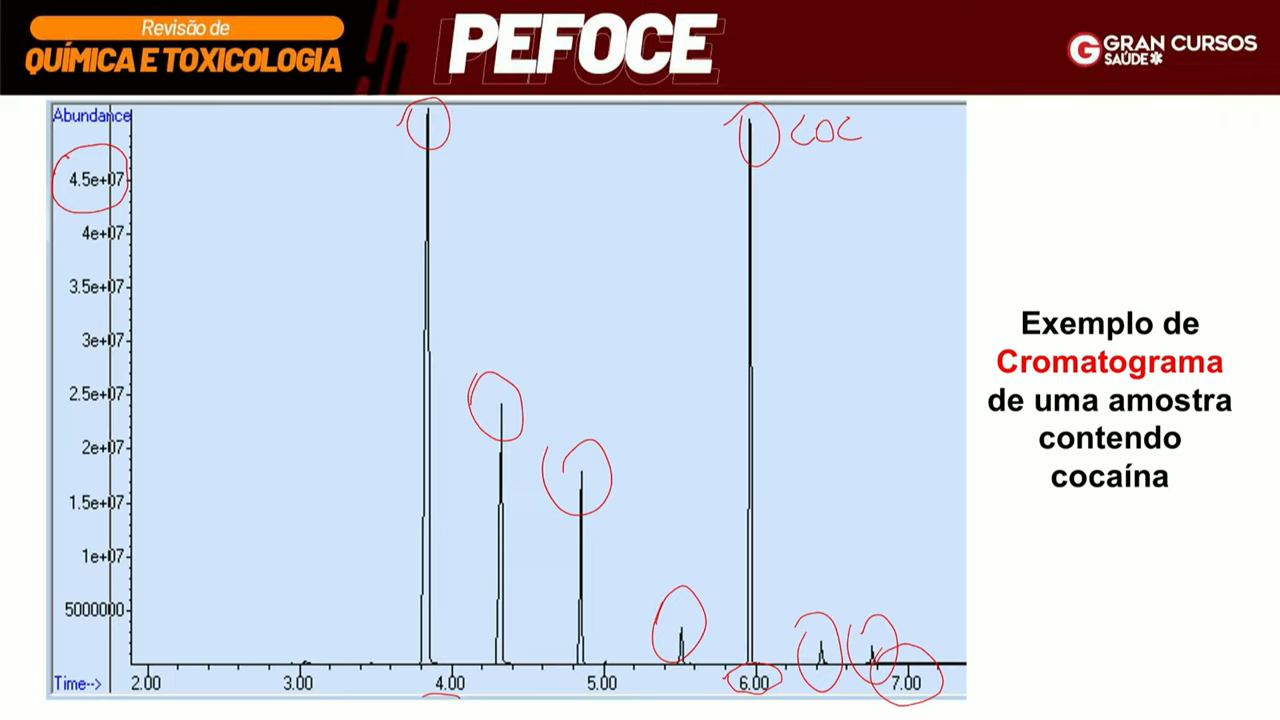 Revisão de
QUÍMICA E TOXICOLOGIA
PEFOCE
GRAN CURSOS
SAÚDE
Abundance
COC
4.5e+07
4e+07
3.5e+07
3e+07
2.5e+07
2e+07
1.5e+07
1e+07
5000000
Time-->
2.00 3.00 4.00 5.00 6.00 7.00
Exemplo de
Cromatograma
de uma amostra
contendo
cocaína